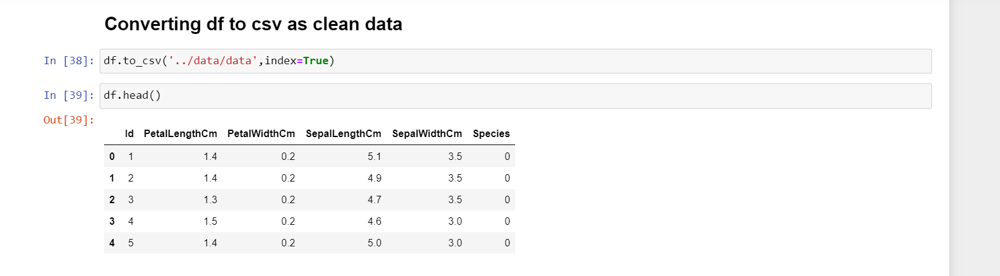 Converting df to csv as clean data
In [38]: df.to_csv('../data/data',index=True)
In [39]: df.head()
Out[39]:
Id PetalLengthCm PetalWidthCm SepalLengthCm SepalWidthCm Species
0 1 1.4 0.2 5.1 3.5 0
1 2 1.4 0.2 4.9 3.5 0
2 3 1.3 0.2 4.7 3.5 0
3 4 1.5 0.2 4.6 3.0 0
4 5 1.4 0.2 5.0 3.0 0